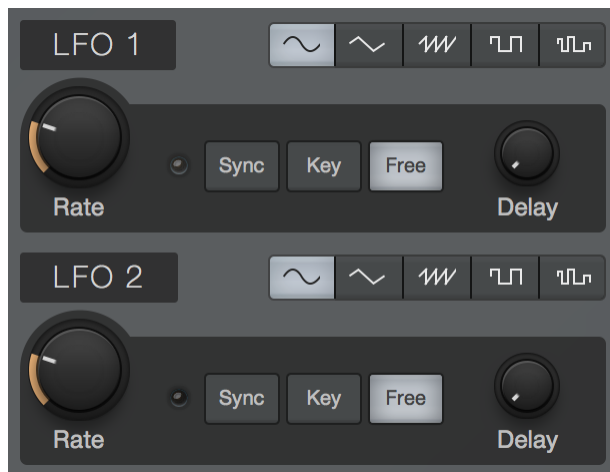 LFO 1
Sync Key Free
Rate Delay
LFO 2
Sync Key Free
Rate Delay